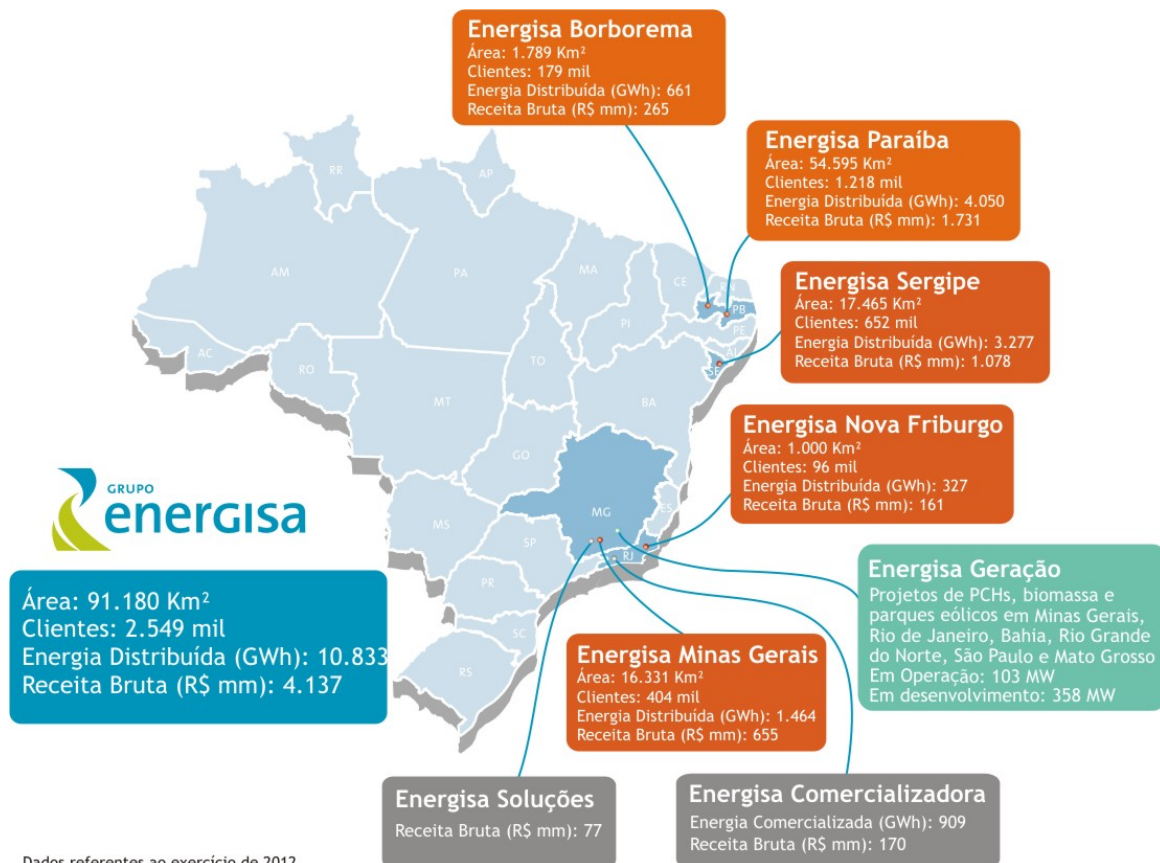 Energisa Borborema
Área: 1.789 Km²
Clientes: 179 mil
Energia Distribuída (GWh): 661
Receita Bruta (R$ mm): 265
Energisa Paraíba
Área: 54.595 Km²
Clientes: 1.218 mil
Energia Distribuída (GWh): 4.050
Receita Bruta (R$ mm): 1.731
Energisa Sergipe
Área: 17.465 Km²
Clientes: 652 mil
Energia Distribuída (GWh): 3.277
Receita Bruta (R$ mm): 1.078
Energisa Nova Friburgo
Área: 1.000 Km²
Clientes: 96 mil
Energia Distribuída (GWh): 327
Receita Bruta (R$ mm): 161
RR
AP
AM
PA
MA
CE
RN
PB
PI
PE
AL
SE
AC
RO
TO
MT
BA
GO
MG
ES
MS
SP
RJ
PR
SC
RS
GRUPO
energisa
Área: 91.180 Km²
Clientes: 2.549 mil
Energia Distribuída (GWh): 10.833
Receita Bruta (R$ mm): 4.137
Energisa Geração
Projetos de PCHs, biomassa e
parques eólicos em Minas Gerais,
Rio de Janeiro, Bahia, Rio Grande
do Norte, São Paulo e Mato Grosso
Em Operação: 103 MW
Em desenvolvimento: 358 MW
Energisa Minas Gerais
Área: 16.331 Km²
Clientes: 404 mil
Energia Distribuída (GWh): 1.464
Receita Bruta (R$ mm): 655
Energisa Soluções
Receita Bruta (R$ mm): 77
Energisa Comercializadora
Energia Comercializada (GWh): 909
Receita Bruta (R$ mm): 170
Dados referentes ao exercício de 2012